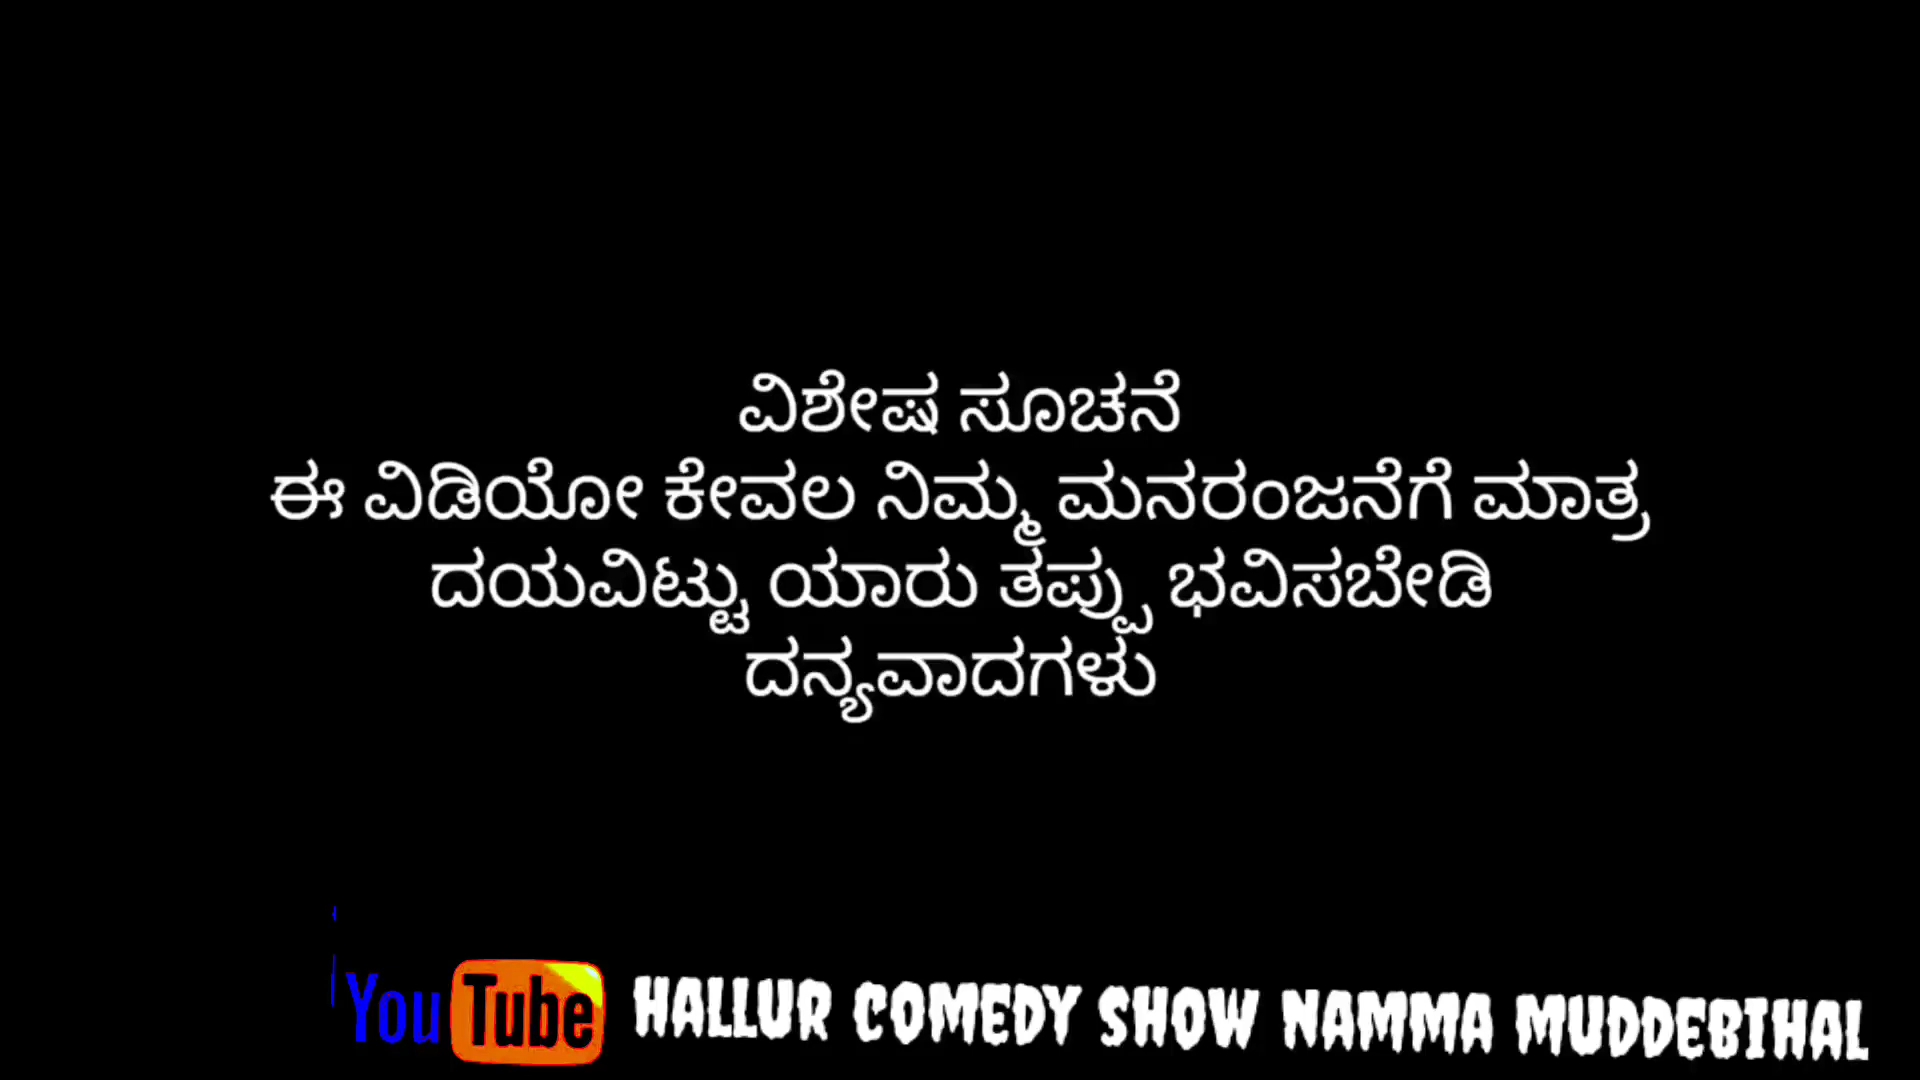 ವಿಶೇಷ ಸೂಚನೆ
ಈ ವಿಡಿಯೋ ಕೇವಲ ನಿಮ್ಮ ಮನರಂಜನೆಗೆ ಮಾತ್ರ
ದಯವಿಟ್ಟು ಯಾರು ತಪ್ಪು ಭವಿಸಬೇಡಿ
ದನ್ಯವಾದಗಳು
YouTube HALLUR COMEDY SHOW NAMMA MUDDEBIHAL